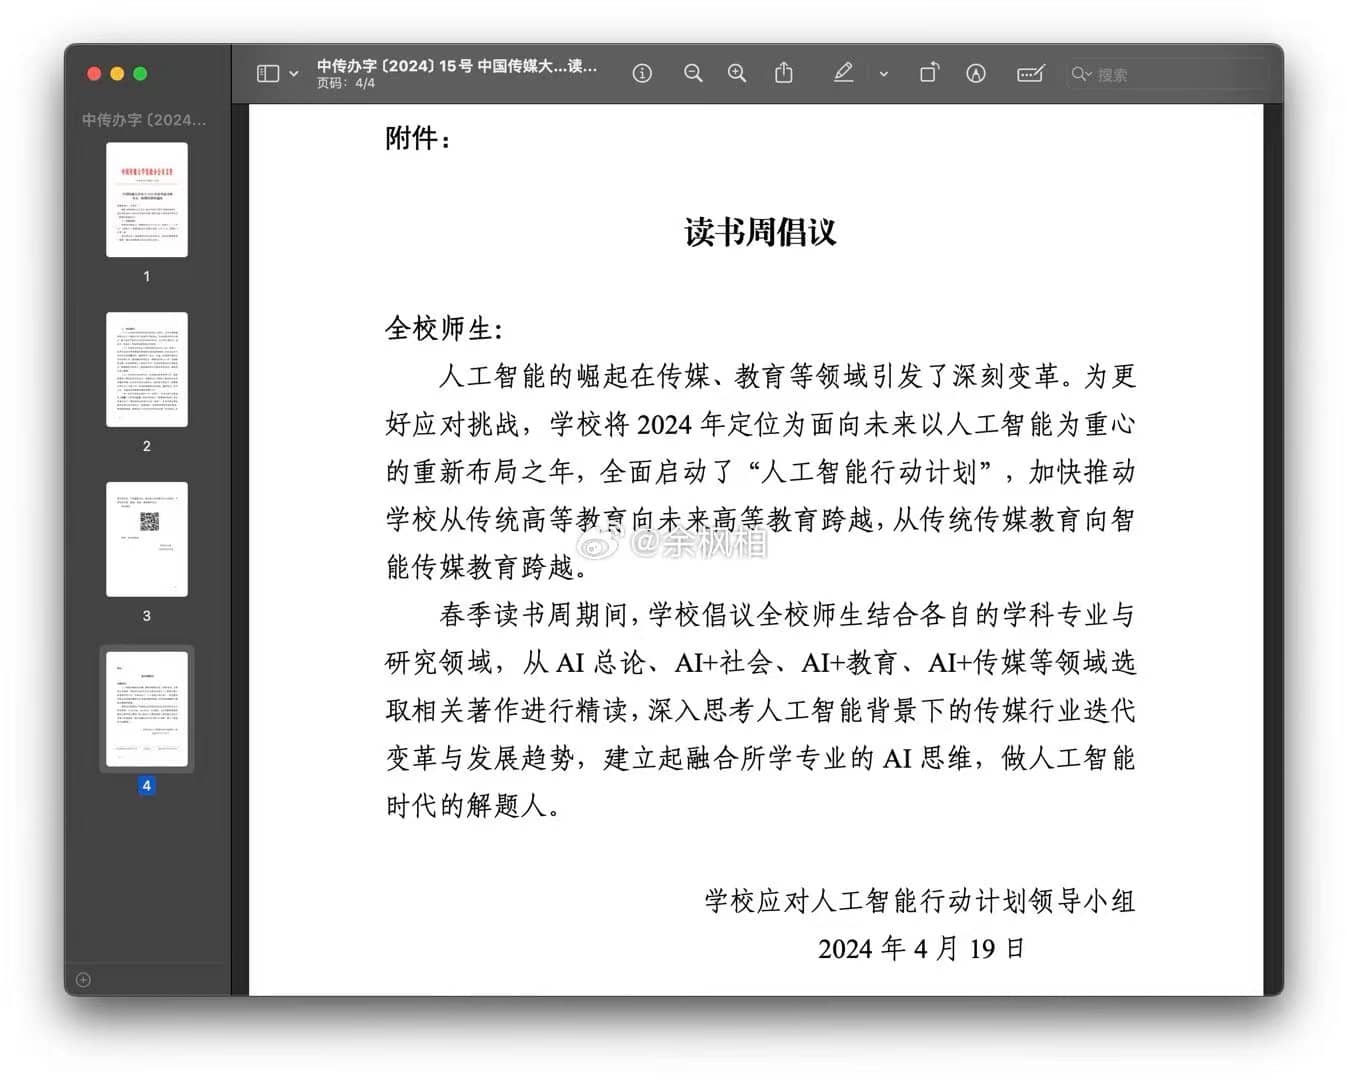 中传办字〔2024〕15号 中国传媒大...读...
页码：4/4
搜索
中传办字〔2024...
1
2
3
4
附件：
读书周倡议
全校师生：
人工智能的崛起在传媒、教育等领域引发了深刻变革。为更
好应对挑战，学校将 2024 年定位为面向未来以人工智能为重心
的重新布局之年，全面启动了“人工智能行动计划”，加快推动
学校从传统高等教育向未来高等教育跨越，从传统传媒教育向智
能传媒教育跨越。
春季读书周期间，学校倡议全校师生结合各自的学科专业与
研究领域，从 AI 总论、AI+社会、AI+教育、AI+传媒等领域选
取相关著作进行精读，深入思考人工智能背景下的传媒行业迭代
变革与发展趋势，建立起融合所学专业的 AI 思维，做人工智能
时代的解题人。
学校应对人工智能行动计划领导小组
2024 年 4 月 19 日
@余枫相